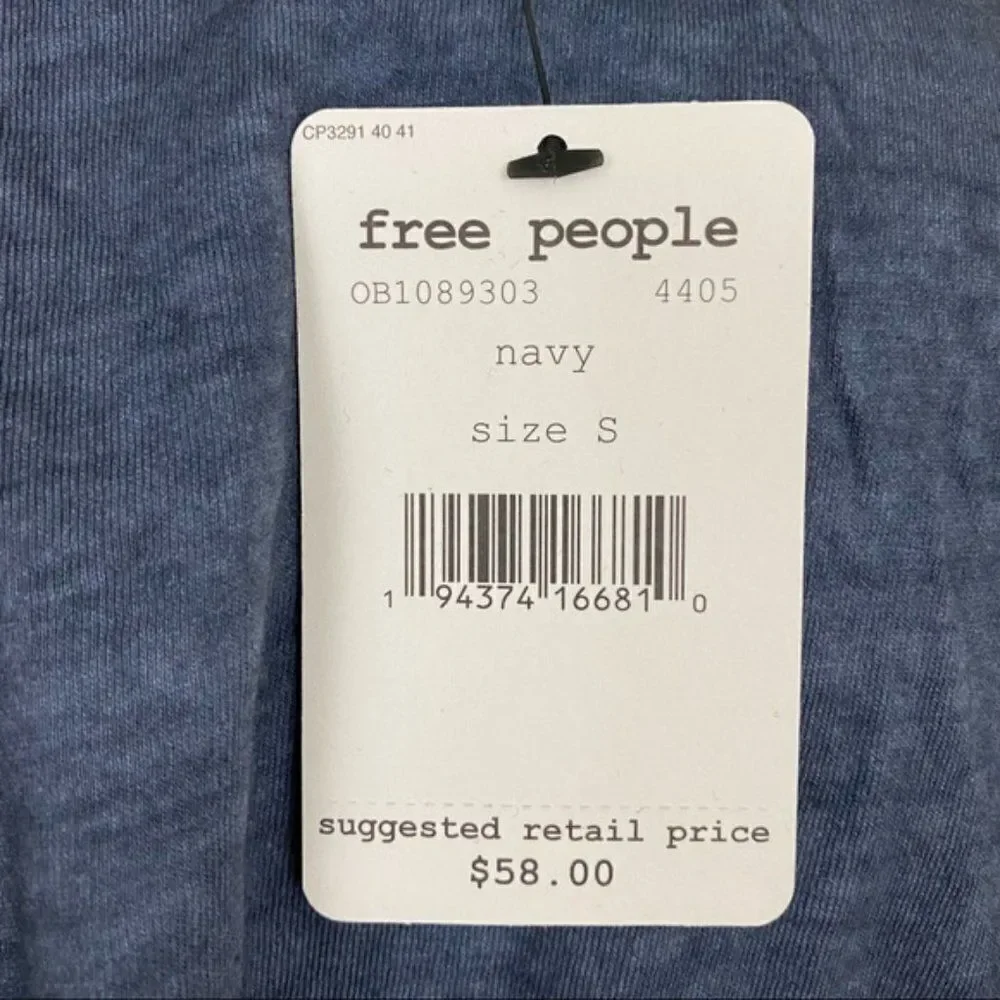 CP3291 40 41
free people
OB1089303 4405
navy
size S
1 94374 16681 0
suggested retail price
$58.00